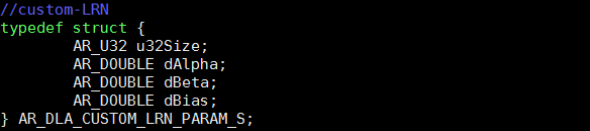 //custom-LRN
typedef struct {
        AR_U32 u32Size;
        AR_DOUBLE dAlpha;
        AR_DOUBLE dBeta;
        AR_DOUBLE dBias;
} AR_DLA_CUSTOM_LRN_PARAM_S;